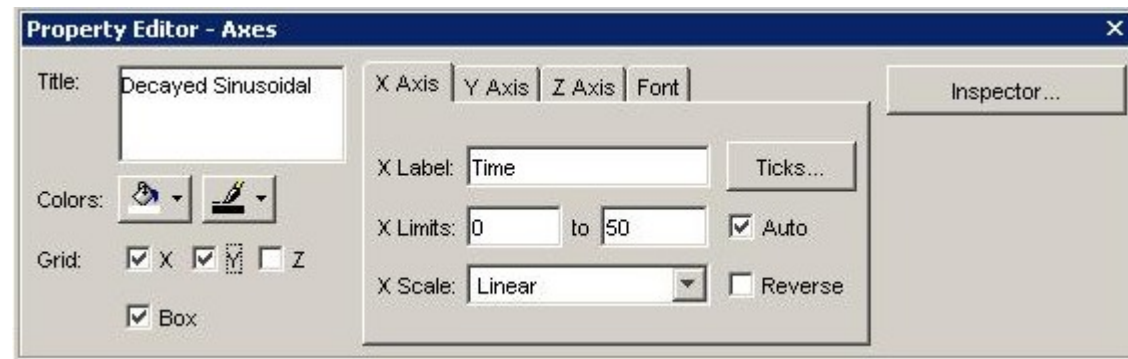 Property Editor - Axes
Title:
Decayed Sinusoidal
Colors:
Grid:
X
Y
Z
Box
X Axis
Y Axis
Z Axis
Font
X Label:
Time
Ticks...
X Limits:
0
to
50
Auto
X Scale:
Linear
Reverse
Inspector...